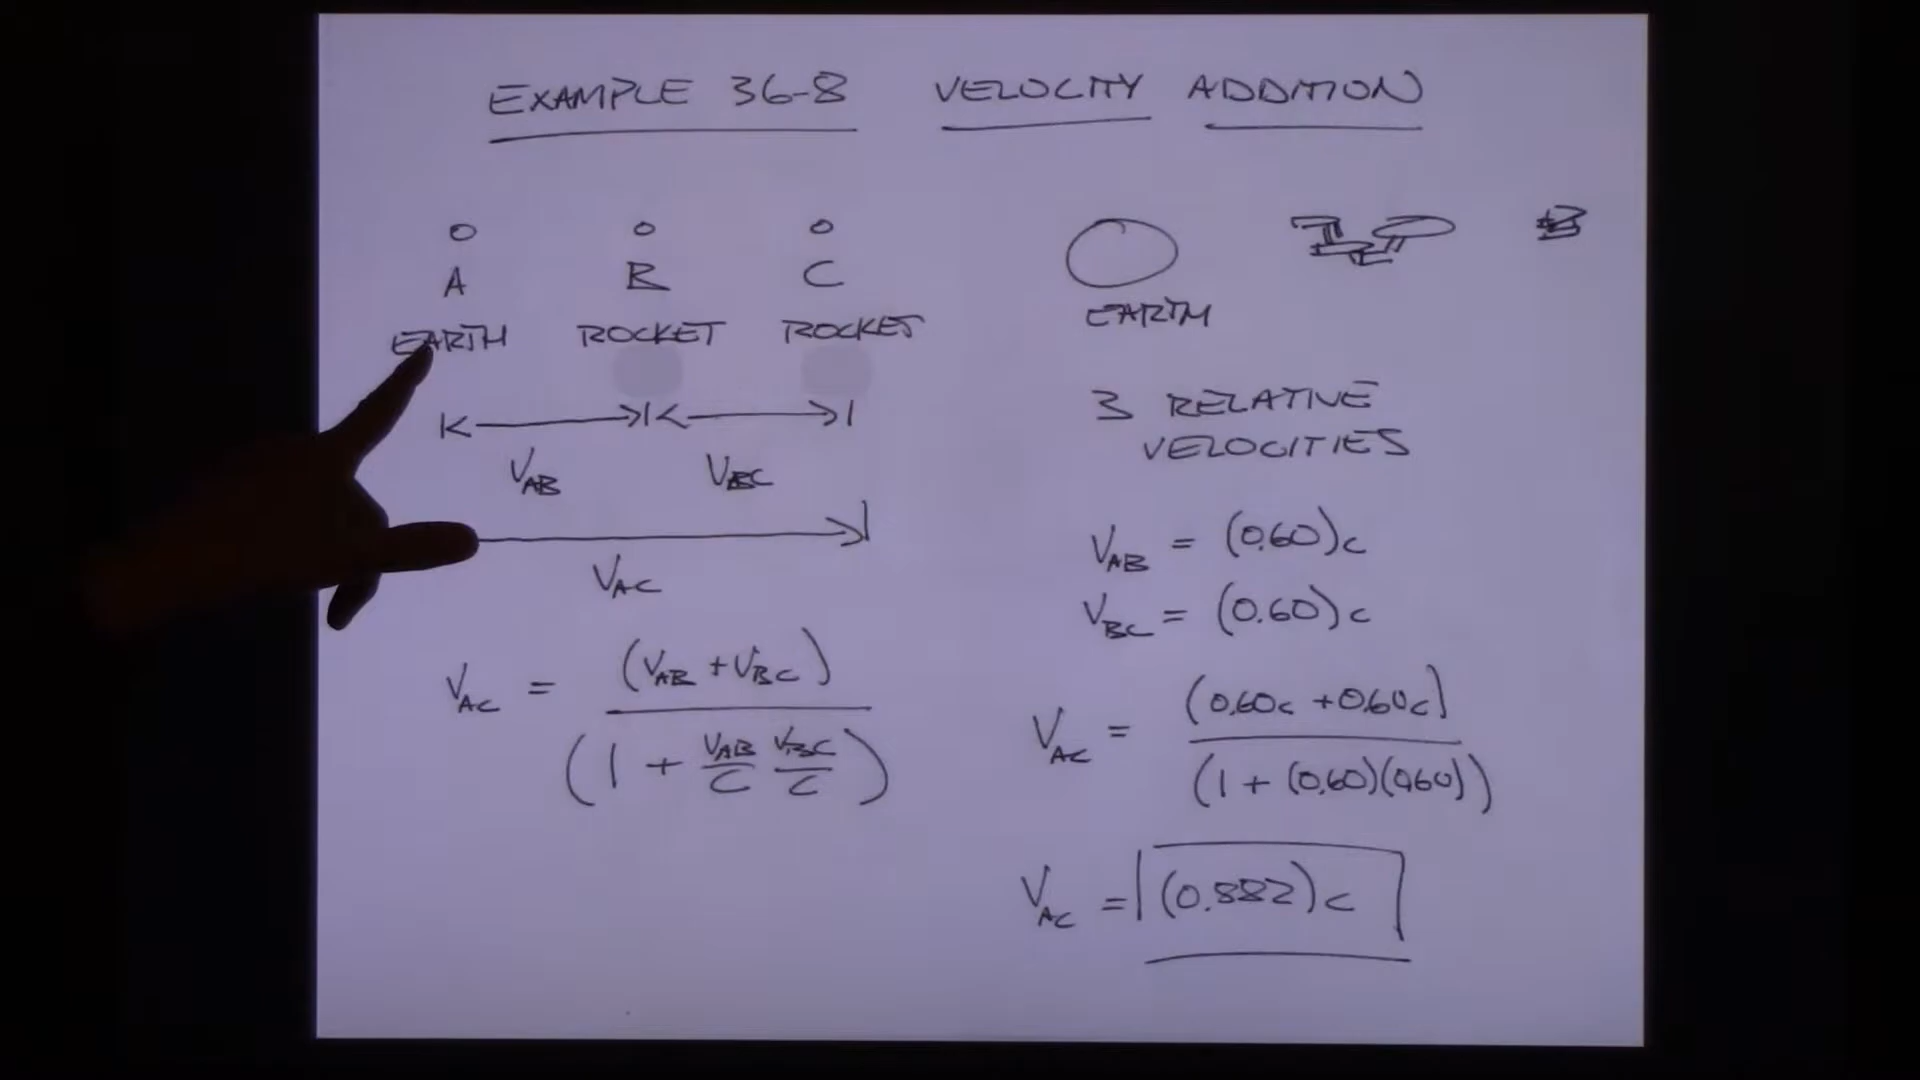 EXAMPLE 36-8 VELOCITY ADDITION
A B C
EARTH ROCKET ROCKET
V_AB V_BC
V_AC
V_AC = (V_AB + V_BC) / (1 + V_AB/C V_BC/C)
EARTH
3 RELATIVE
VELOCITIES
V_AB = (0.60)c
V_BC = (0.60)c
V_AC = (0.60c + 0.60c) / (1 + (0.60)(0.60))
V_AC = (0.882)c